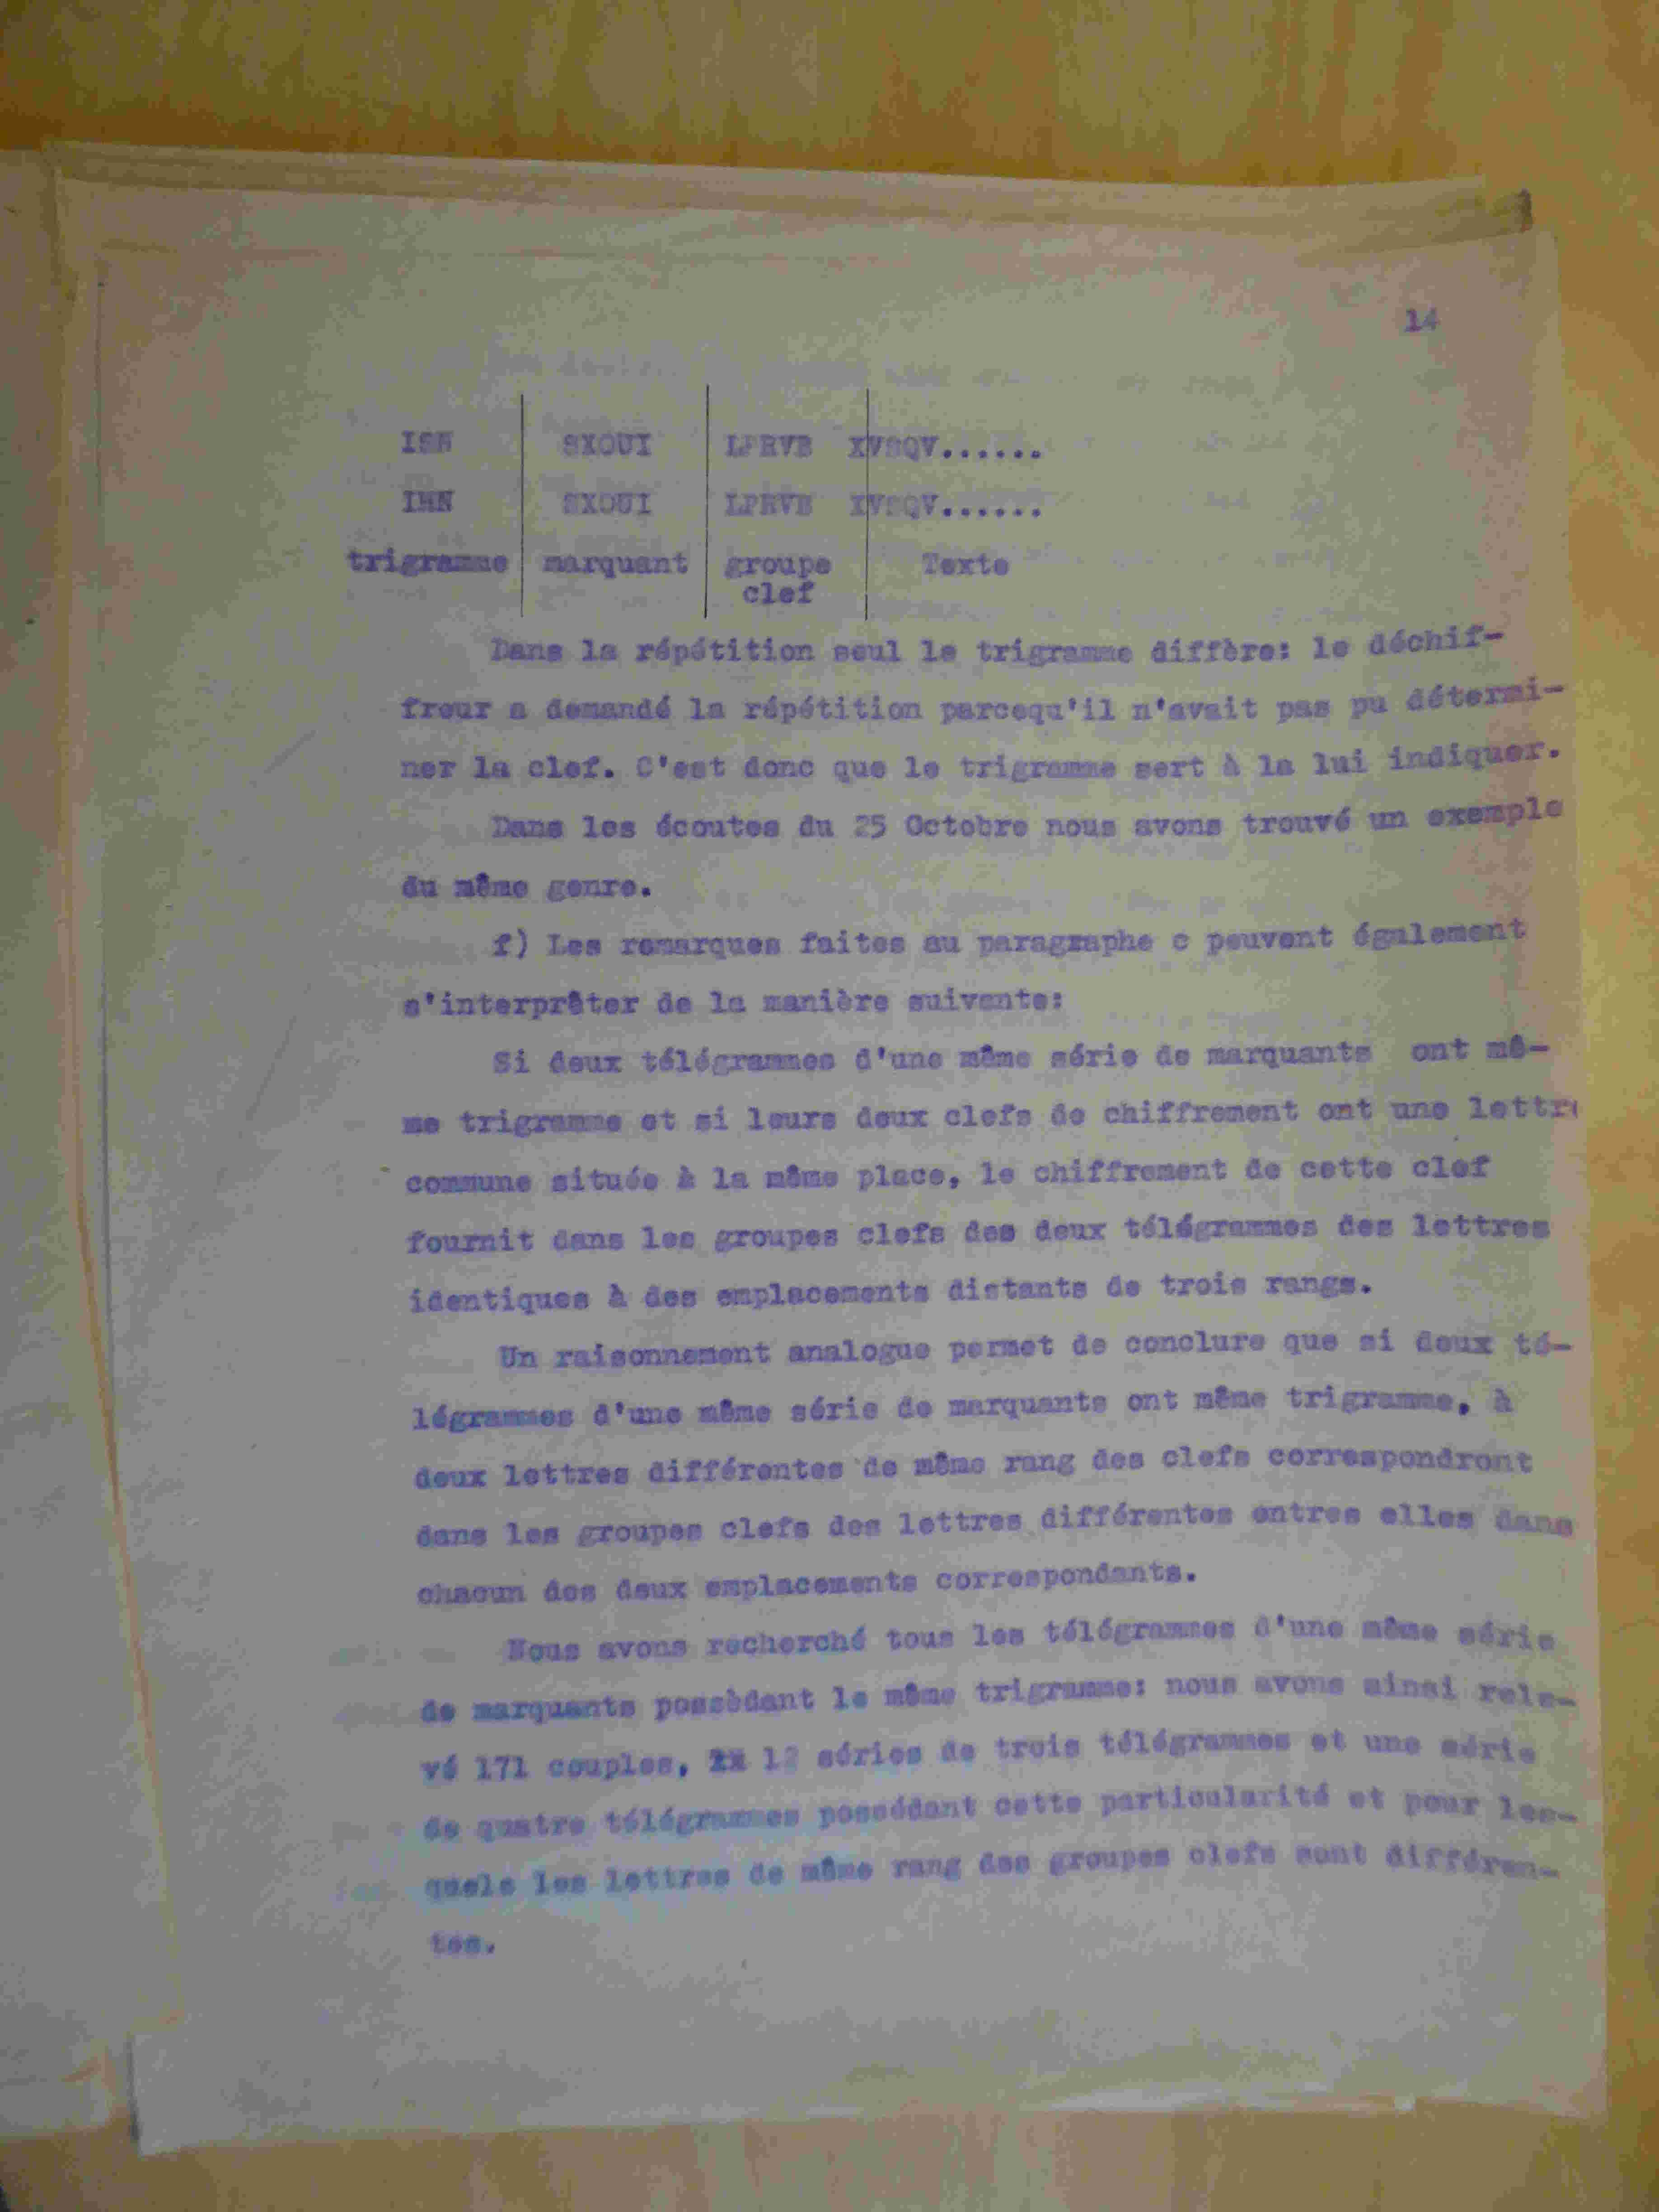 14
SXOUI XVSQV......
IHN SXOUI LPRVB XVSQV......
trigramme marquant groupe Texte
clef
Dans la répétition seul le trigramme diffère: le déchif-
freur a demandé la répétition parcequ'il n'avait pas pu détermi-
ner la clef. C'est donc que le trigramme sert à la lui indiquer.
Dans les écoutes du 25 Octobre nous avons trouvé un exemple
du même genre.
f) Les remarques faites au paragraphe c peuvent également
s'interprêter de la manière suivante:
Si deux télégrammes d'une même série de marquants ont mê-
me trigramme et si leurs deux clefs de chiffrement ont une lettre
commune située à la même place, le chiffrement de cette clef
fournit dans les groupes clefs des deux télégrammes des lettres
identiques à des emplacements distants de trois rangs.
Un raisonnement analogue permet de conclure que si deux té-
légrammes d'une même série de marquants ont même trigramme, à
deux lettres différentes de même rang des clefs correspondront
dans les groupes clefs des lettres différentes entres elles dans
chacun des deux emplacements correspondants.
Nous avons recherché tous les télégrammes d'une même série
de marquants possèdant le même trigramme: nous avons ainsi rele-
vé 171 couples, 12 séries de trois télégrammes et une série
de quatre télégrammes possédant cette particularité et pour les-
quels les lettres de même rang des groupes clefs sont différen-
tes.